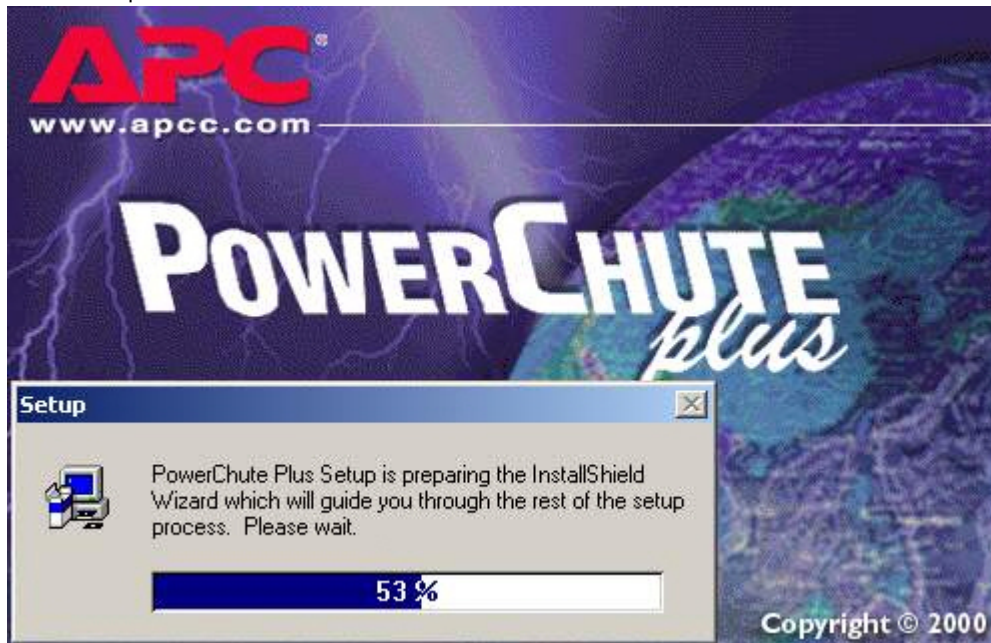 APC®
www.apcc.com
POWERCHUTE
plus
Setup
PowerChute Plus Setup is preparing the InstallShield
Wizard which will guide you through the rest of the setup
process. Please wait.
53 %
Copyright © 2000